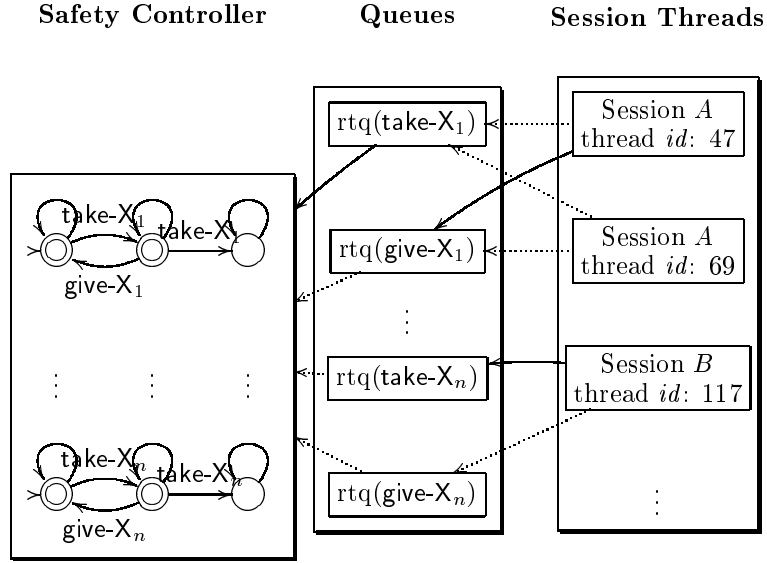 Safety Controller
Queues
Session Threads
take-X₁
take-X₁
give-X₁
⋮ ⋮ ⋮
take-Xₙ
take-Xₙ
give-Xₙ
rtq(take-X₁)
rtq(give-X₁)
⋮
rtq(take-Xₙ)
rtq(give-Xₙ)
Session A
thread id: 47
Session A
thread id: 69
Session B
thread id: 117
⋮